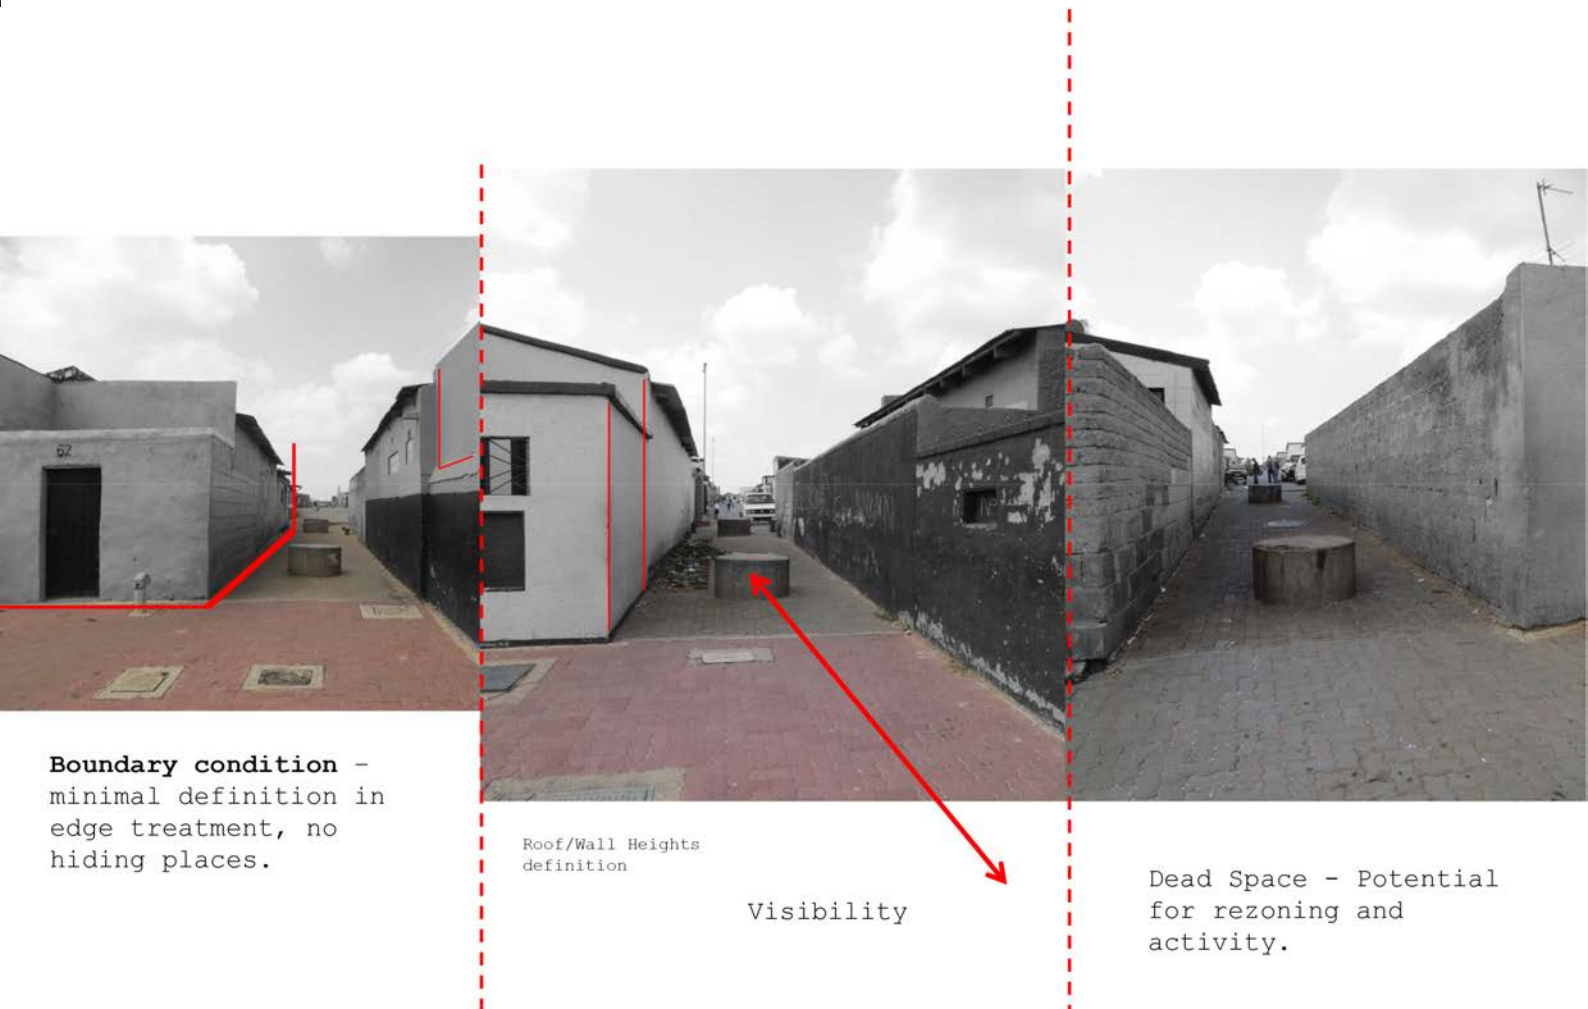 62
Boundary condition –
minimal definition in
edge treatment, no
hiding places.
Roof/Wall Heights
definition
Visibility
Dead Space – Potential
for rezoning and
activity.